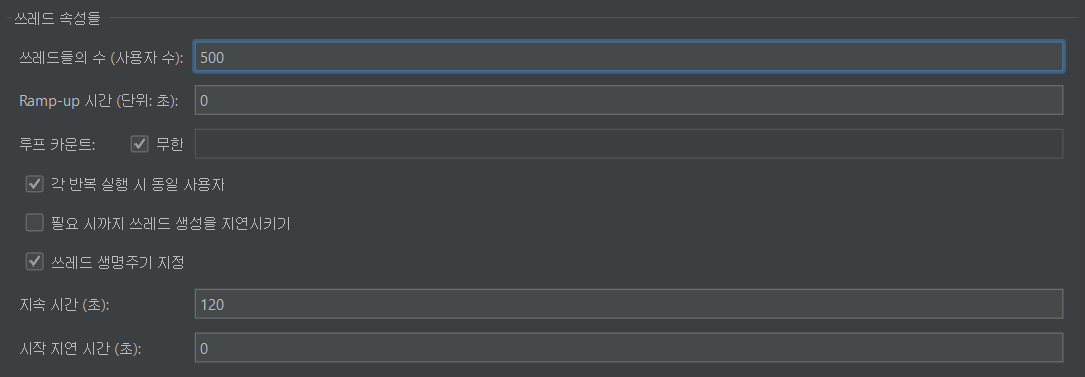 쓰레드 속성들
쓰레드들의 수 (사용자 수): 500
Ramp-up 시간 (단위: 초): 0
루프 카운트: 무한
각 반복 실행 시 동일 사용자
필요 시까지 쓰레드 생성을 지연시키기
쓰레드 생명주기 지정
지속 시간 (초): 120
시작 지연 시간 (초): 0